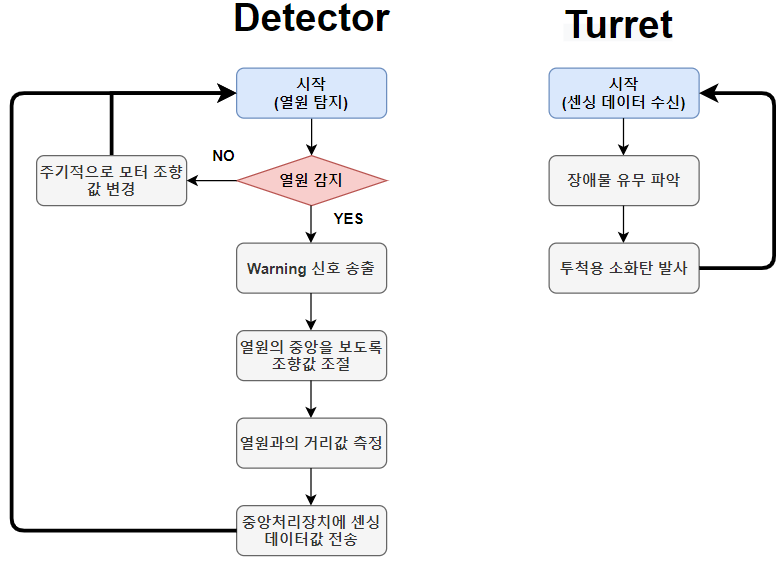 Detector
시작
(열원 탐지)
NO
주기적으로 모터 조향
값 변경
열원 감지
YES
Warning 신호 송출
열원의 중앙을 보도록
조향값 조절
열원과의 거리값 측정
중앙처리장치에 센싱
데이터값 전송
Turret
시작
(센싱 데이터 수신)
장애물 유무 파악
투척용 소화탄 발사